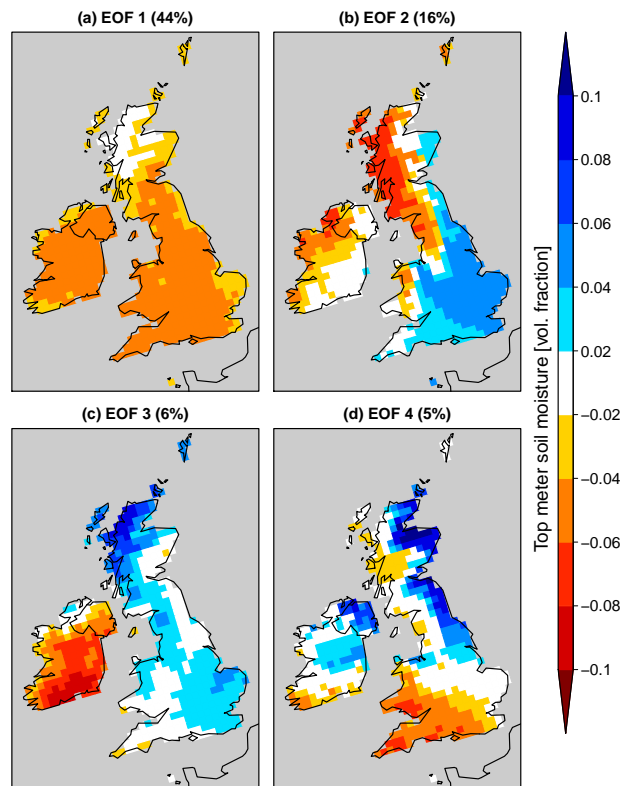 (a) EOF 1 (44%)
(b) EOF 2 (16%)
(c) EOF 3 (6%)
(d) EOF 4 (5%)
0.1
0.08
0.06
0.04
0.02
−0.02
−0.04
−0.06
−0.08
−0.1
Top meter soil moisture [vol. fraction]